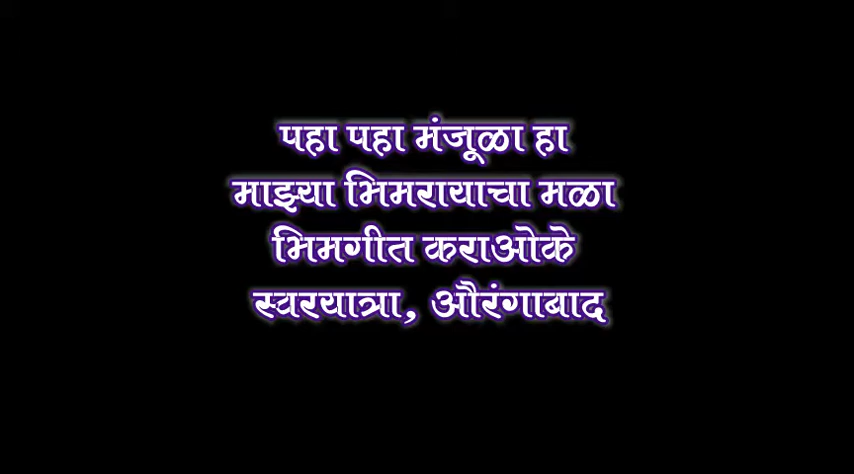 पहा पहा मंजूळा हा
माझ्या भिमरायाचा मळा
भिमगीत कराओके
स्वरयात्रा, औरंगाबाद